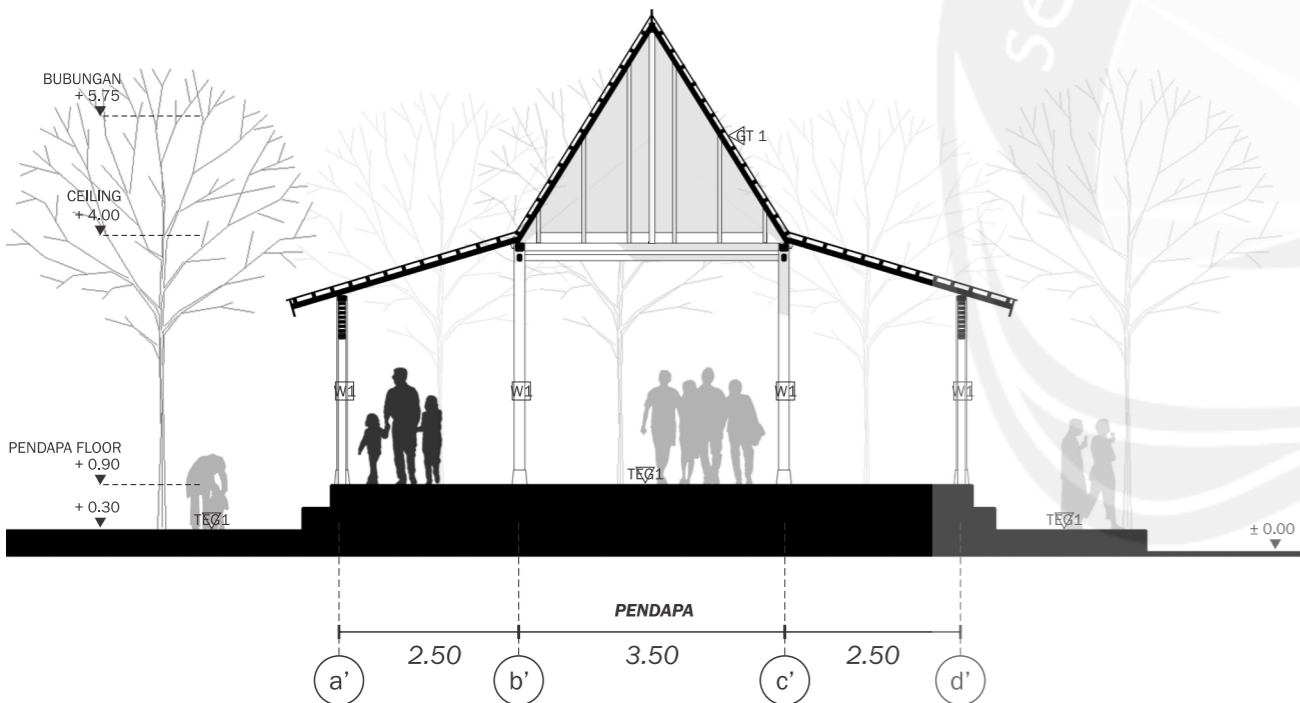 se
BUBUNGAN
+ 5.75
GT 1
CEILING
+ 4.00
W1 W1 W1 W1
PENDAPA FLOOR
+ 0.90
TEG1
+ 0.30
TEG1 TEG1
± 0.00
PENDAPA
2.50 3.50 2.50
a' b' c' d'